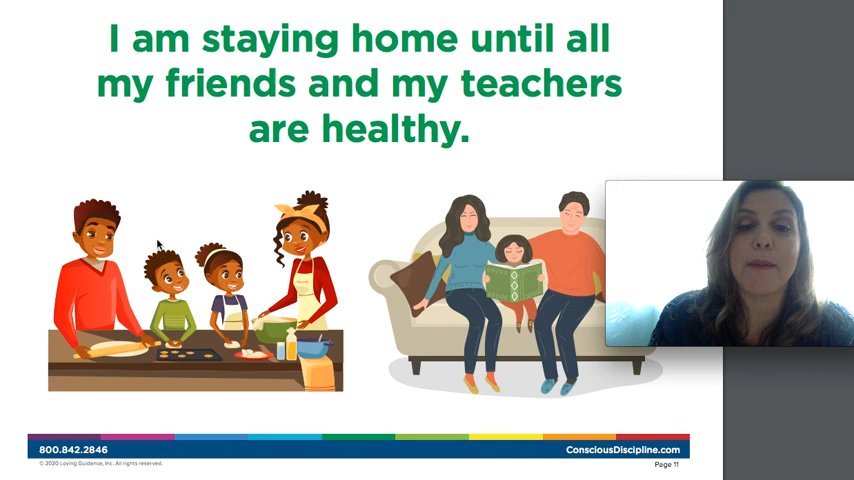 I am staying home until all
my friends and my teachers
are healthy.
800.842.2846
ConsciousDiscipline.com
© 2020 Loving Guidance, Inc. All rights reserved.
Page 11